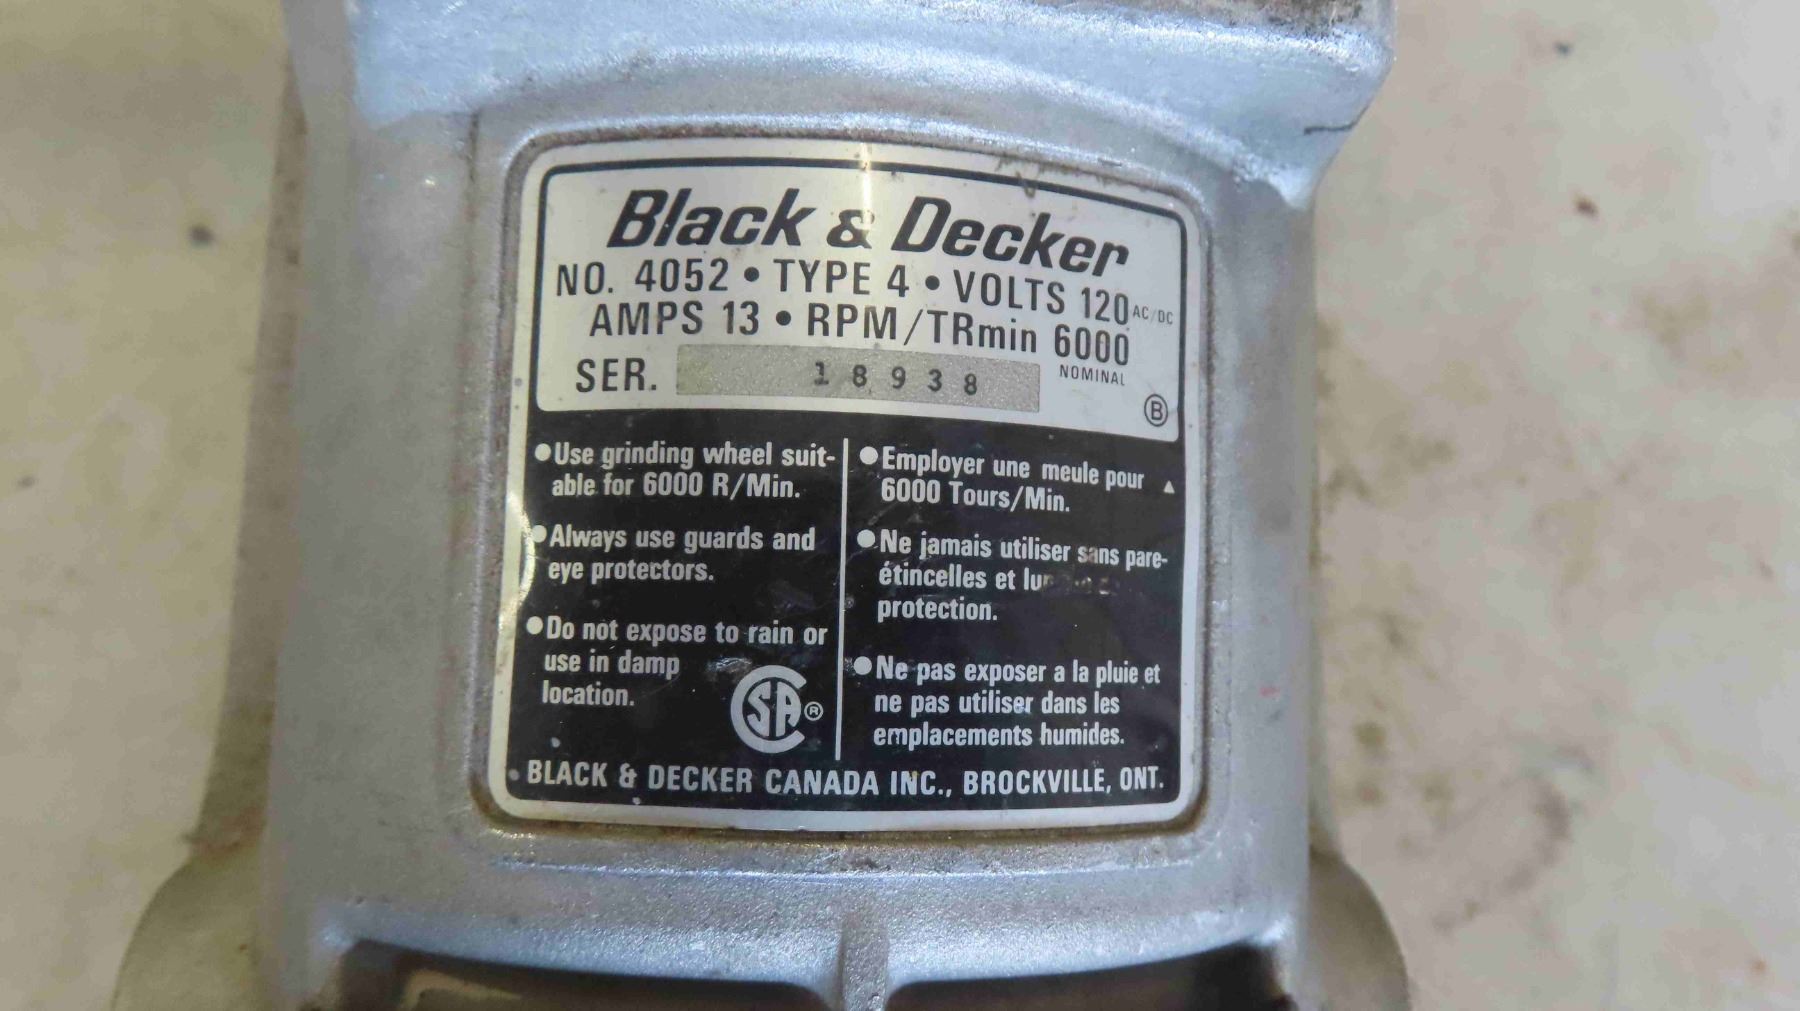 Black & Decker
NO. 4052 • TYPE 4 • VOLTS 120 AC/DC
AMPS 13 • RPM/TRmin 6000
NOMINAL
SER. 18938
B
•Use grinding wheel suit-
able for 6000 R/Min.
•Always use guards and
eye protectors.
•Do not expose to rain or
use in damp
location.
CSA®
•Employer une meule pour
6000 Tours/Min.
•Ne jamais utiliser sans pare-
étincelles et
protection.
•Ne pas exposer a la pluie et
ne pas utiliser dans les
emplacements humides.
BLACK & DECKER CANADA INC., BROCKVILLE, ONT.